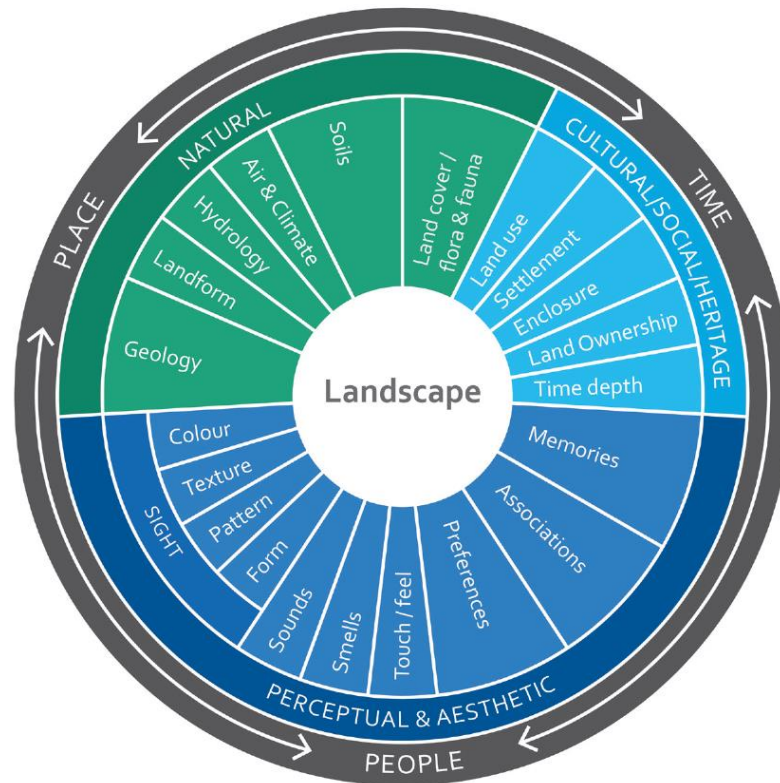 PLACE
TIME
PEOPLE
NATURAL
CULTURAL/SOCIAL/HERITAGE
PERCEPTUAL & AESTHETIC
Geology
Landform
Hydrology
Air & Climate
Soils
Land cover /
flora & fauna
Land use
Settlement
Enclosure
Land Ownership
Time depth
Memories
Associations
Preferences
Touch / feel
Smells
Sounds
SIGHT
Form
Pattern
Texture
Colour
Landscape